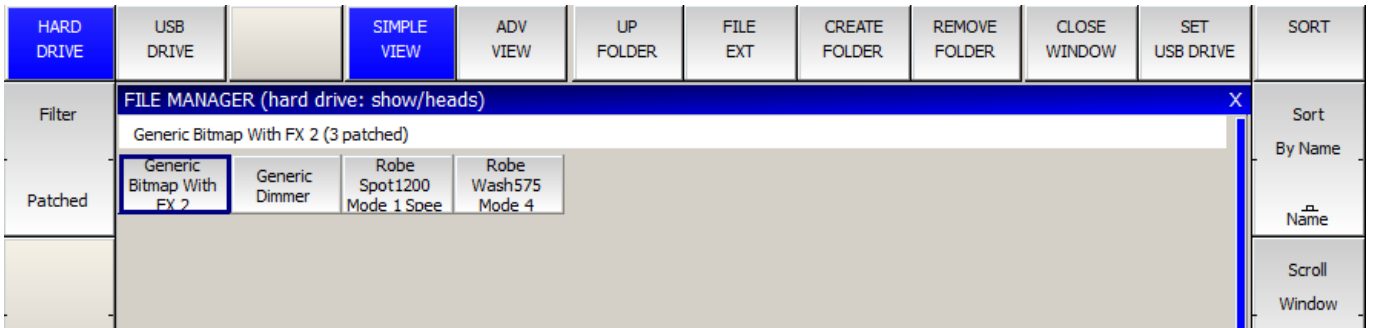 HARD DRIVE
USB DRIVE
SIMPLE VIEW
ADV VIEW
UP FOLDER
FILE EXT
CREATE FOLDER
REMOVE FOLDER
CLOSE WINDOW
SET USB DRIVE
SORT
Filter
Patched
FILE MANAGER (hard drive: show/heads) X
Generic Bitmap With FX 2 (3 patched)
Generic
Bitmap With
FX 2
Generic
Dimmer
Robe
Spot1200
Mode 1 Spee
Robe
Wash575
Mode 4
Sort
By Name
Name
Scroll
Window